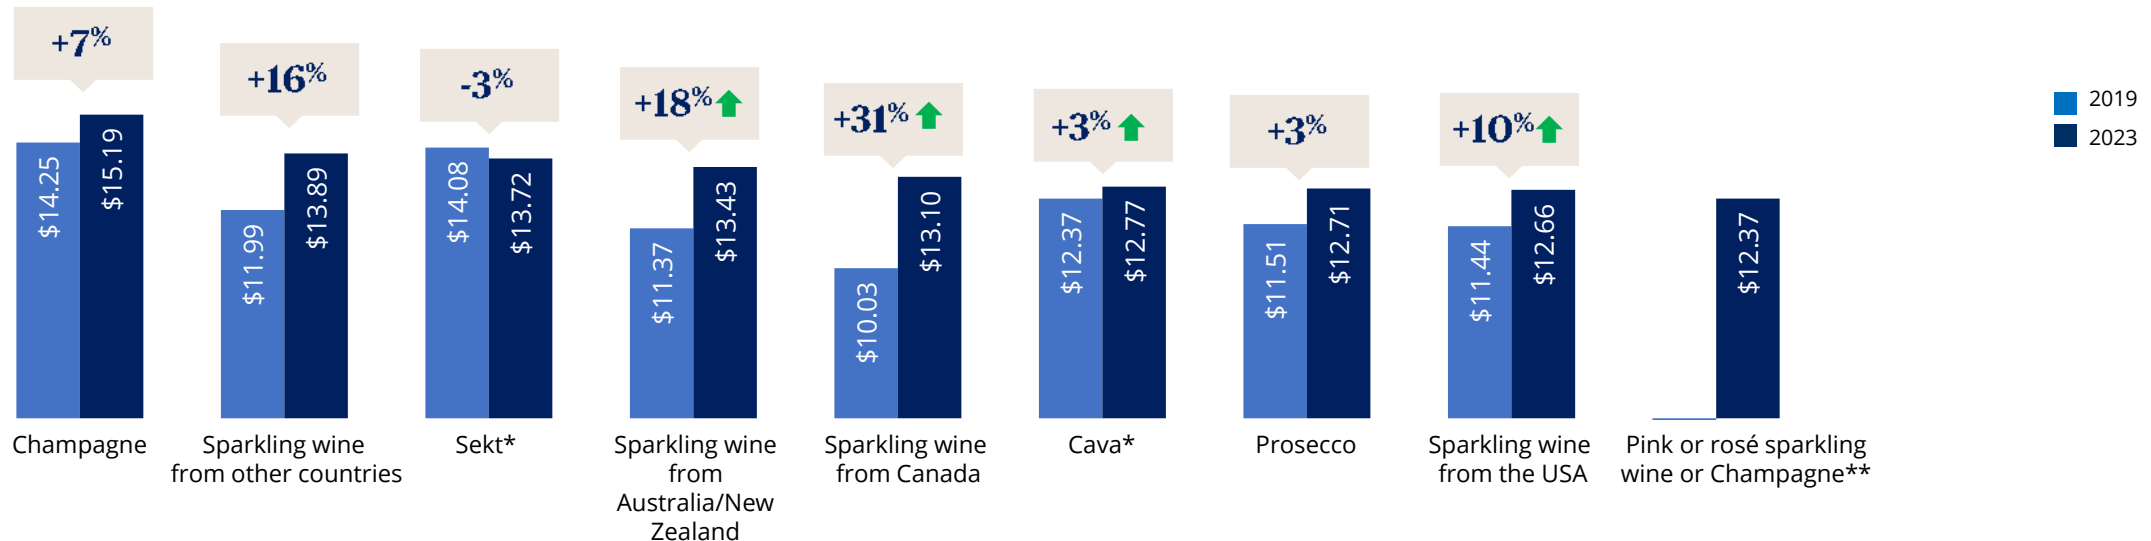 +7%
+16%
-3%
+18%
+31%
+3%
+3%
+10%
2019
2023
$14.25
$15.19
$11.99
$13.89
$14.08
$13.72
$11.37
$13.43
$10.03
$13.10
$12.37
$12.77
$11.51
$12.71
$11.44
$12.66
$12.37
Champagne
Sparkling wine
from other countries
Sekt*
Sparkling wine
from
Australia/New
Zealand
Sparkling wine
from Canada
Cava*
Prosecco
Sparkling wine
from the USA
Pink or rosé sparkling
wine or Champagne**